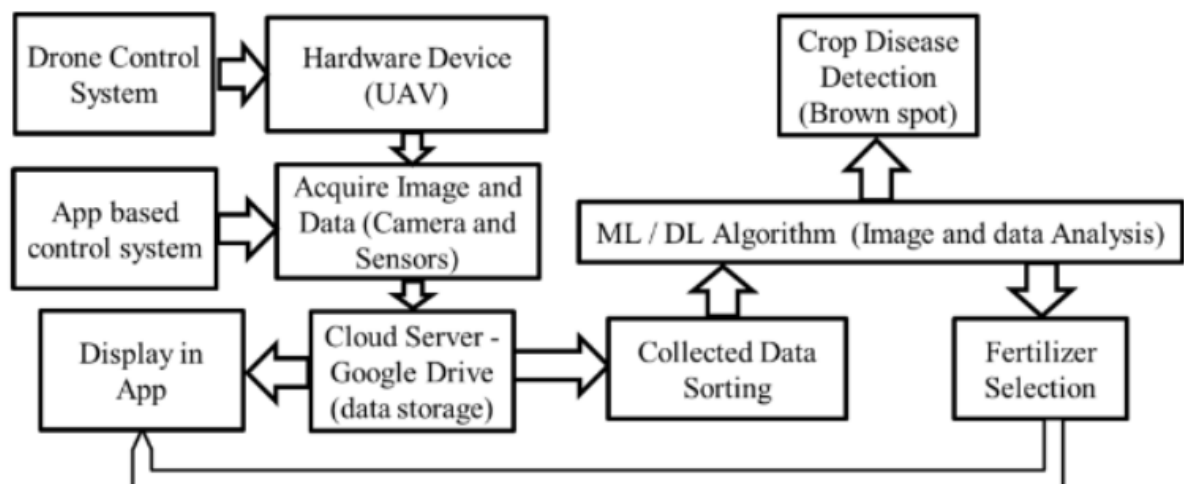 Drone Control
System
Hardware Device
(UAV)
Crop Disease
Detection
(Brown spot)
App based
control system
Acquire Image and
Data (Camera and
Sensors)
ML / DL Algorithm (Image and data Analysis)
Display in
App
Cloud Server -
Google Drive
(data storage)
Collected Data
Sorting
Fertilizer
Selection